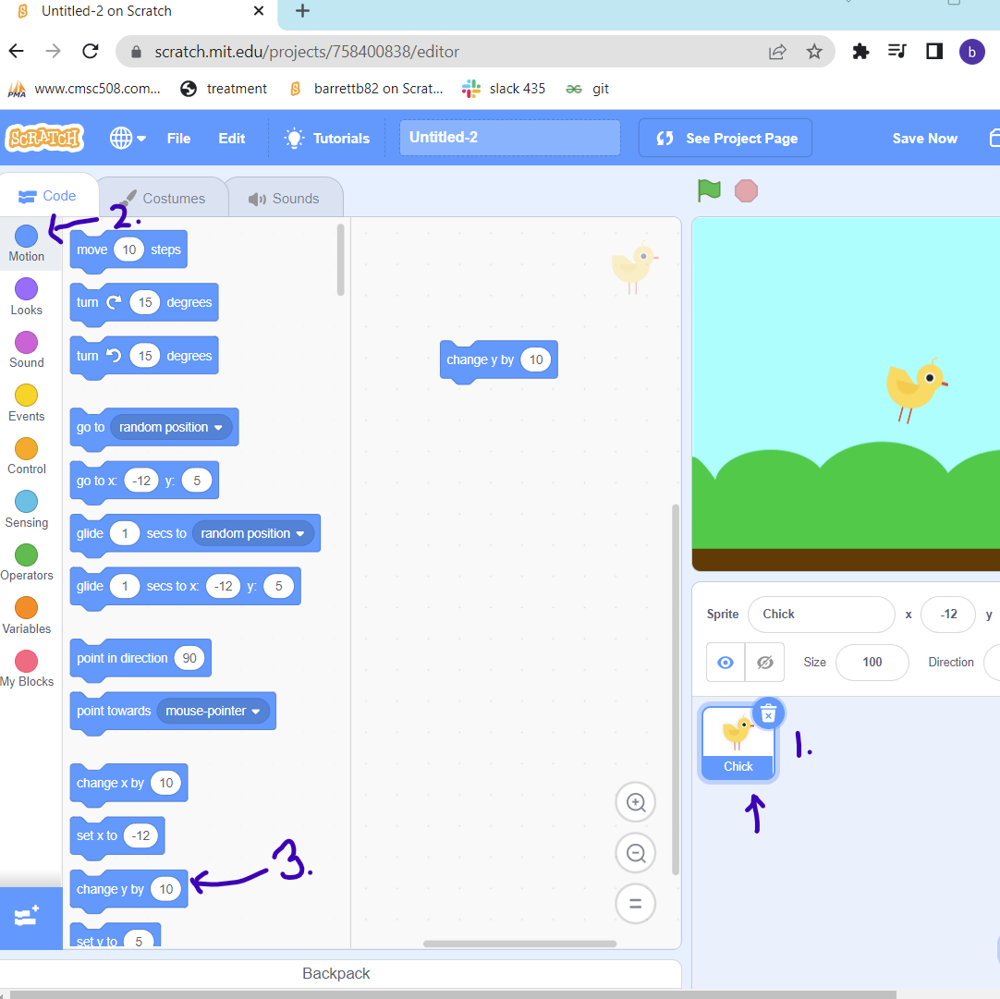 Untitled-2 on Scratch
scratch.mit.edu/projects/758400838/editor
b
PMA www.cmsc508.com... treatment barrettb82 on Scrat... slack 435 git
SCRATCH File Edit Tutorials Untitled-2 See Project Page Save Now
Code Costumes Sounds
2.
Motion
Looks
Sound
Events
Control
Sensing
Operators
Variables
My Blocks
move 10 steps
turn 15 degrees
turn 15 degrees
go to random position
go to x: -12 y: 5
glide 1 secs to random position
glide 1 secs to x: -12 y: 5
point in direction 90
point towards mouse-pointer
change x by 10
set x to -12
3.
change y by 10
set y to 5
change y by 10
Sprite Chick x -12 y
Size 100 Direction
Chick
1.
Backpack